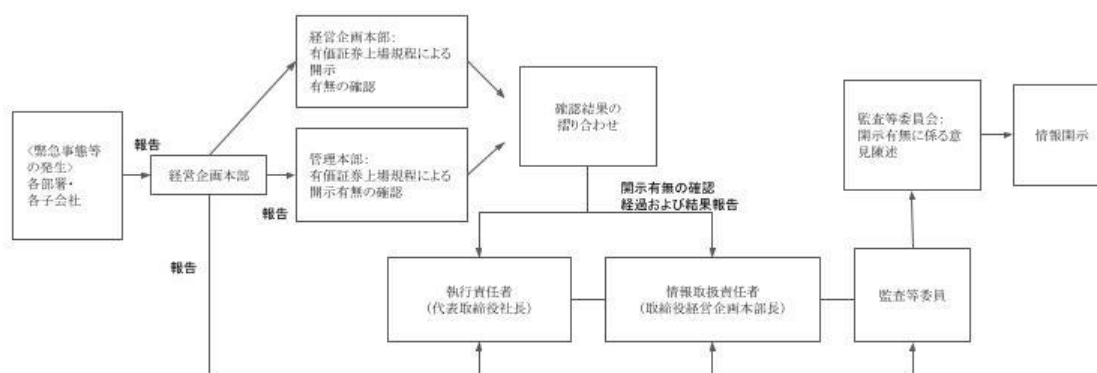 <緊急事態等
の発生>
各部署・
各子会社
報告
経営企画本部
経営企画本部：
有価証券上場規程による
開示
有無の確認
報告
管理本部：
有価証券上場規程による
開示有無の確認
報告
確認結果の
摺り合わせ
開示有無の確認
経過および結果報告
執行責任者
(代表取締役社長)
情報取扱責任者
(取締役経営企画本部長)
監査等委員
監査等委員会：
開示有無に係る意
見陳述
情報開示